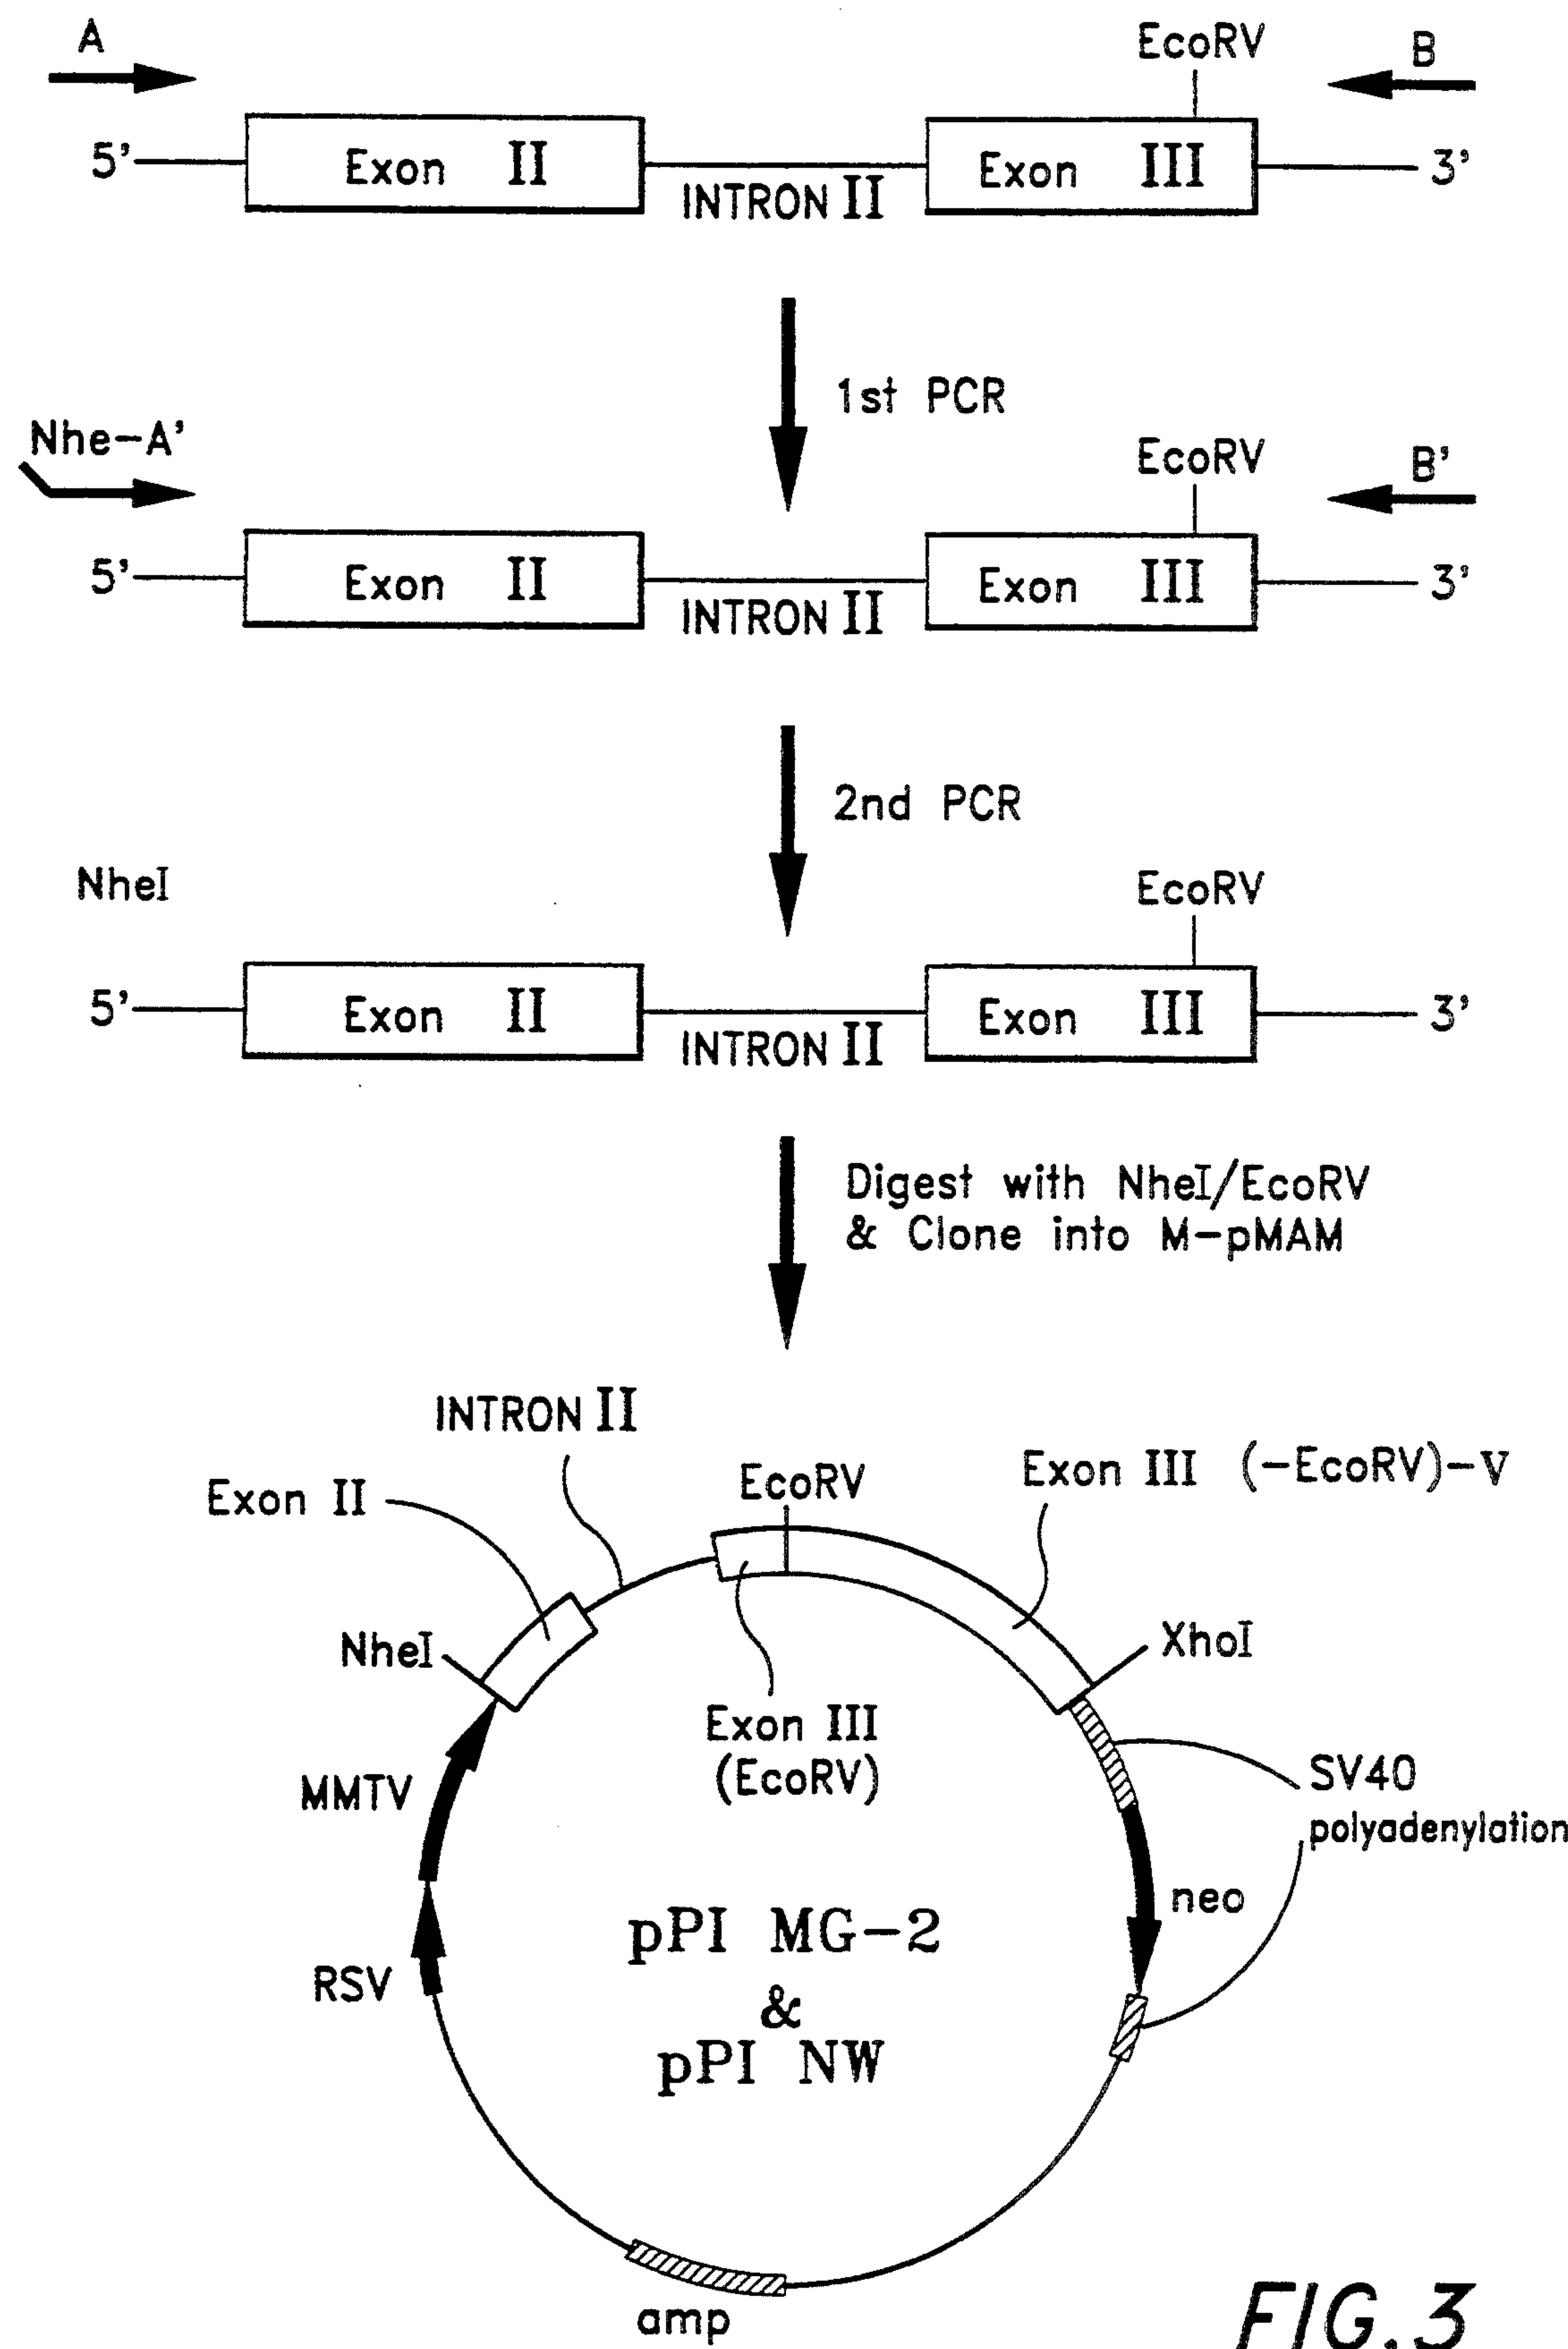 A
EcoRV
B
5'
Exon II
INTRON II
Exon III
3'
1st PCR
Nhe-A'
EcoRV
B'
5'
Exon II
INTRON II
Exon III
3'
2nd PCR
NheI
EcoRV
5'
Exon II
INTRON II
Exon III
3'
Digest with NheI/EcoRV
& Clone into M-pMAM
INTRON II
Exon II
EcoRV
Exon III (-EcoRV)-V
NheI
XhoI
Exon III
(EcoRV)
MMTV
SV40
polyadenylation
neo
RSV
pPI MG-2
&
pPI NW
amp
FIG.3